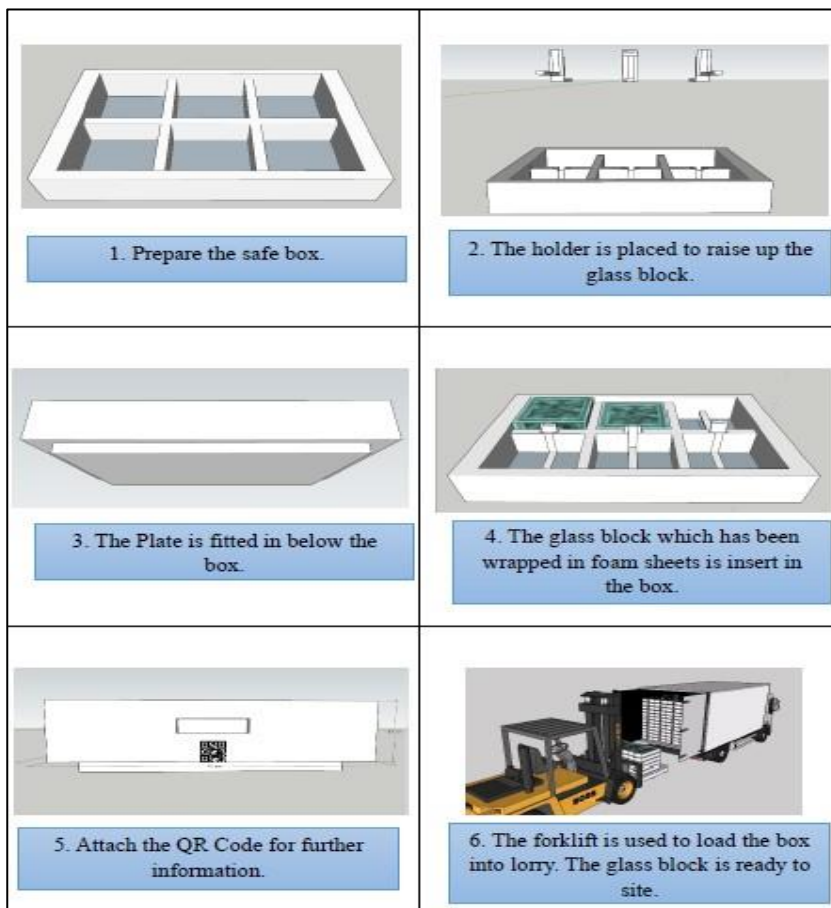 1. Prepare the safe box.
2. The holder is placed to raise up the
glass block.
3. The Plate is fitted in below the
box.
4. The glass block which has been
wrapped in foam sheets is insert in
the box.
5. Attach the QR Code for further
information.
6. The forklift is used to load the box
into lorry. The glass block is ready to
site.